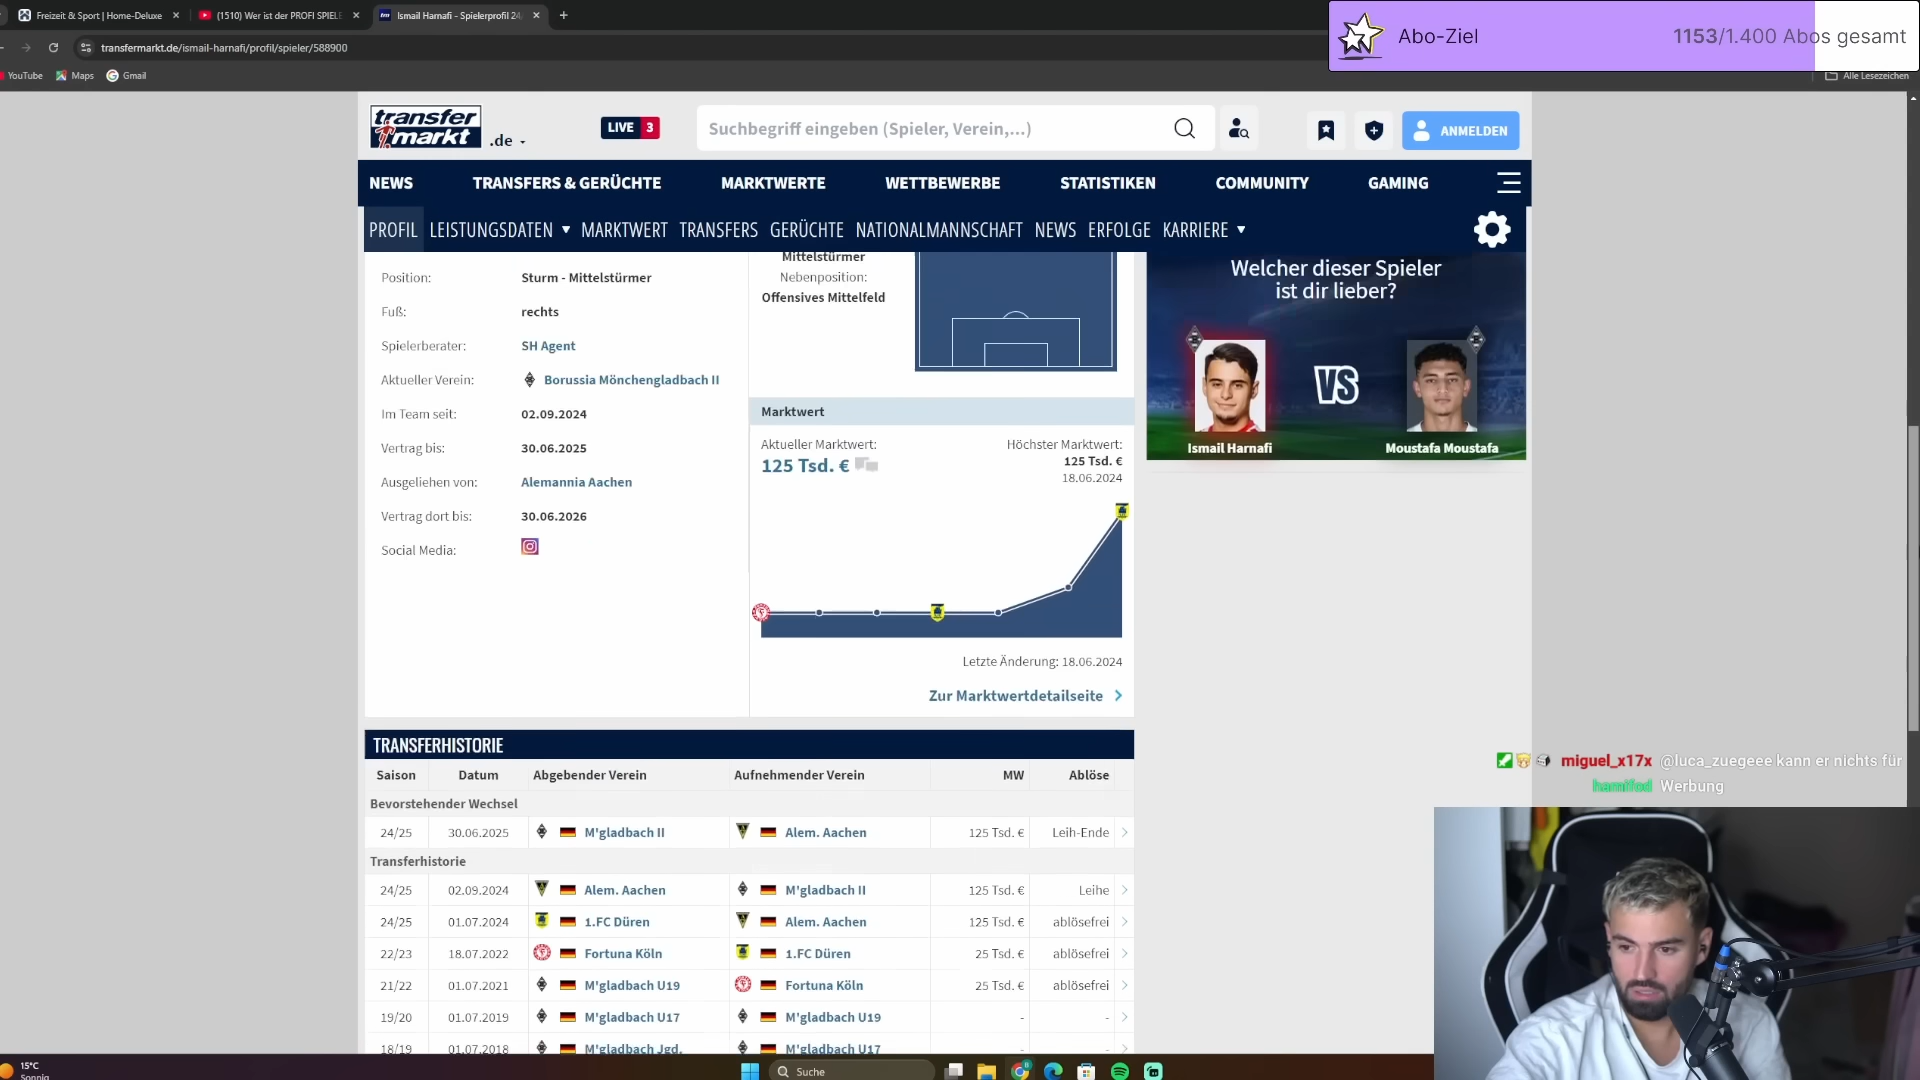 Freizeit & Sport | Home-Deluxe
(1510) Wer ist der PROFI SPIELE
Ismail Harnafi - Spielerprofil 24
transfermarkt.de/ismail-harnafi/profil/spieler/588900
YouTube
Maps
Gmail
Alle Lesezeichen
Abo-Ziel
1153/1.400 Abos gesamt
transfer
markt
.de
LIVE 3
Suchbegriff eingeben (Spieler, Verein,...)
ANMELDEN
NEWS TRANSFERS & GERÜCHTE MARKTWERTE WETTBEWERBE STATISTIKEN COMMUNITY GAMING
PROFIL LEISTUNGSDATEN MARKTWERT TRANSFERS GERÜCHTE NATIONALMANNSCHAFT NEWS ERFOLGE KARRIERE
Position: Sturm - Mittelstürmer
Fuß: rechts
Spielerberater: SH Agent
Aktueller Verein: Borussia Mönchengladbach II
Im Team seit: 02.09.2024
Vertrag bis: 30.06.2025
Ausgeliehen von: Alemannia Aachen
Vertrag dort bis: 30.06.2026
Social Media:
Mittelstürmer
Nebenposition:
Offensives Mittelfeld
Marktwert
Aktueller Marktwert:
125 Tsd. €
Höchster Marktwert:
125 Tsd. €
18.06.2024
Letzte Änderung: 18.06.2024
Zur Marktwertdetailseite
Welcher dieser Spieler
ist dir lieber?
VS
Ismail Harnafi
Moustafa Moustafa
TRANSFERHISTORIE
Saison Datum Abgebender Verein Aufnehmender Verein MW Ablöse
Bevorstehender Wechsel
24/25 30.06.2025 M'gladbach II Alem. Aachen 125 Tsd. € Leih-Ende
Transferhistorie
24/25 02.09.2024 Alem. Aachen M'gladbach II 125 Tsd. € Leihe
24/25 01.07.2024 1.FC Düren Alem. Aachen 125 Tsd. € ablösefrei
22/23 18.07.2022 Fortuna Köln 1.FC Düren 25 Tsd. € ablösefrei
21/22 01.07.2021 M'gladbach U19 Fortuna Köln 25 Tsd. € ablösefrei
19/20 01.07.2019 M'gladbach U17 M'gladbach U19 - -
18/19 01.07.2018 M'gladbach Jgd. M'gladbach U17
miguel_x17x @luca_zuegeee kann er nichts für
Werbung
15°C
Sonnig
Suche